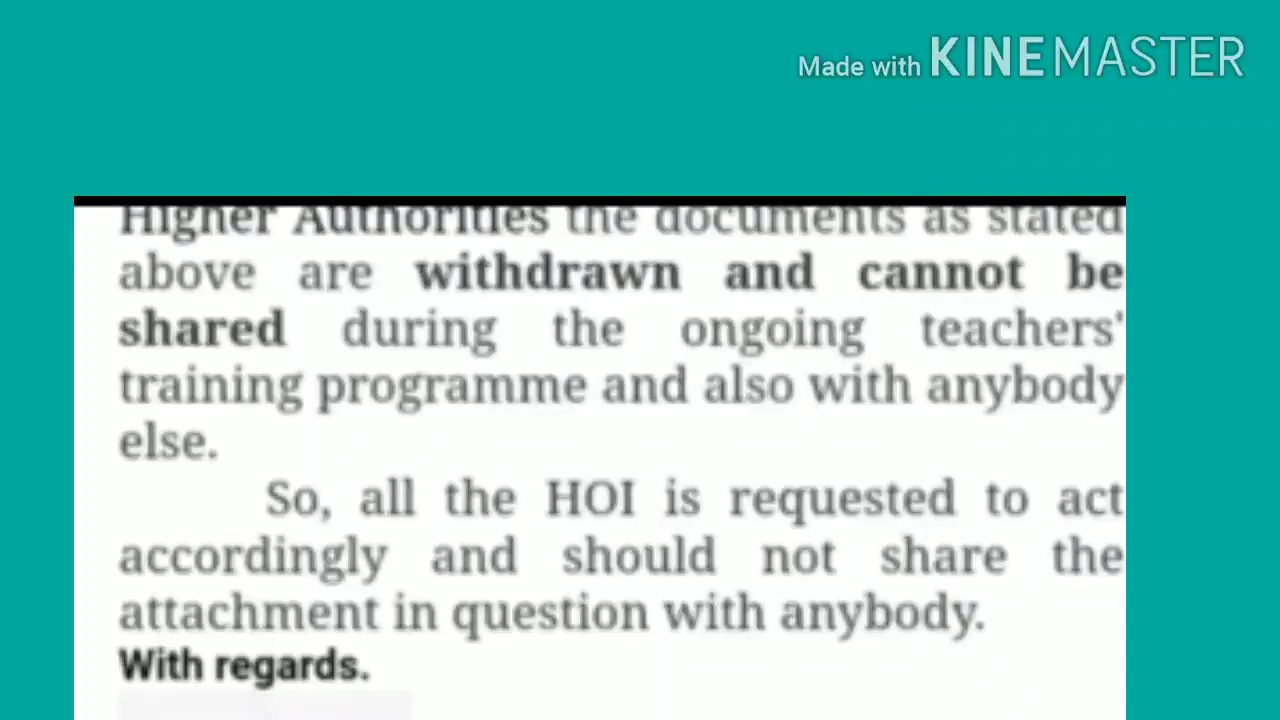 Made with KINEMASTER
Higher Authorities the documents as stated
above are withdrawn and cannot be
shared during the ongoing teachers'
training programme and also with anybody
else.
So, all the HOI is requested to act
accordingly and should not share the
attachment in question with anybody.
With regards.